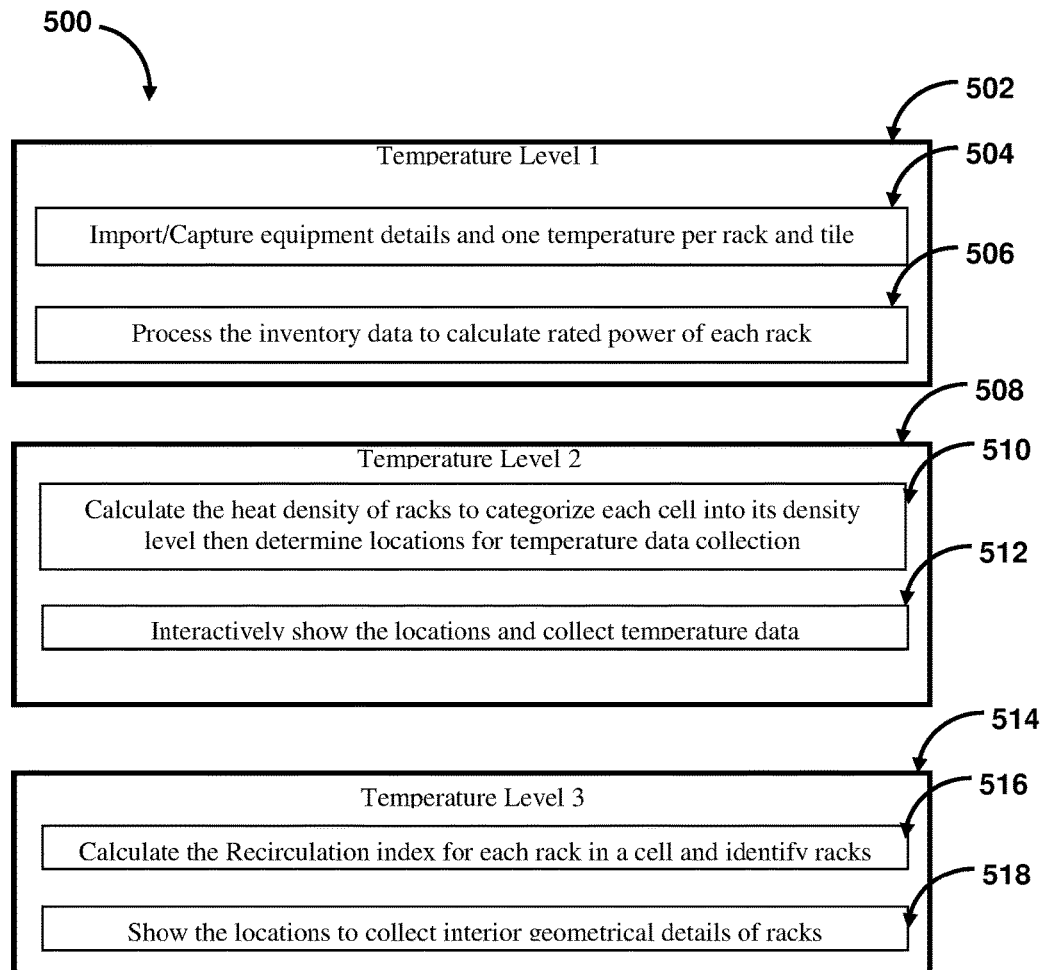 500
502
Temperature Level 1
504
Import/Capture equipment details and one temperature per rack and tile
506
Process the inventory data to calculate rated power of each rack
508
Temperature Level 2
510
Calculate the heat density of racks to categorize each cell into its density
level then determine locations for temperature data collection
512
Interactively show the locations and collect temperature data
514
Temperature Level 3
516
Calculate the Recirculation index for each rack in a cell and identify racks
518
Show the locations to collect interior geometrical details of racks